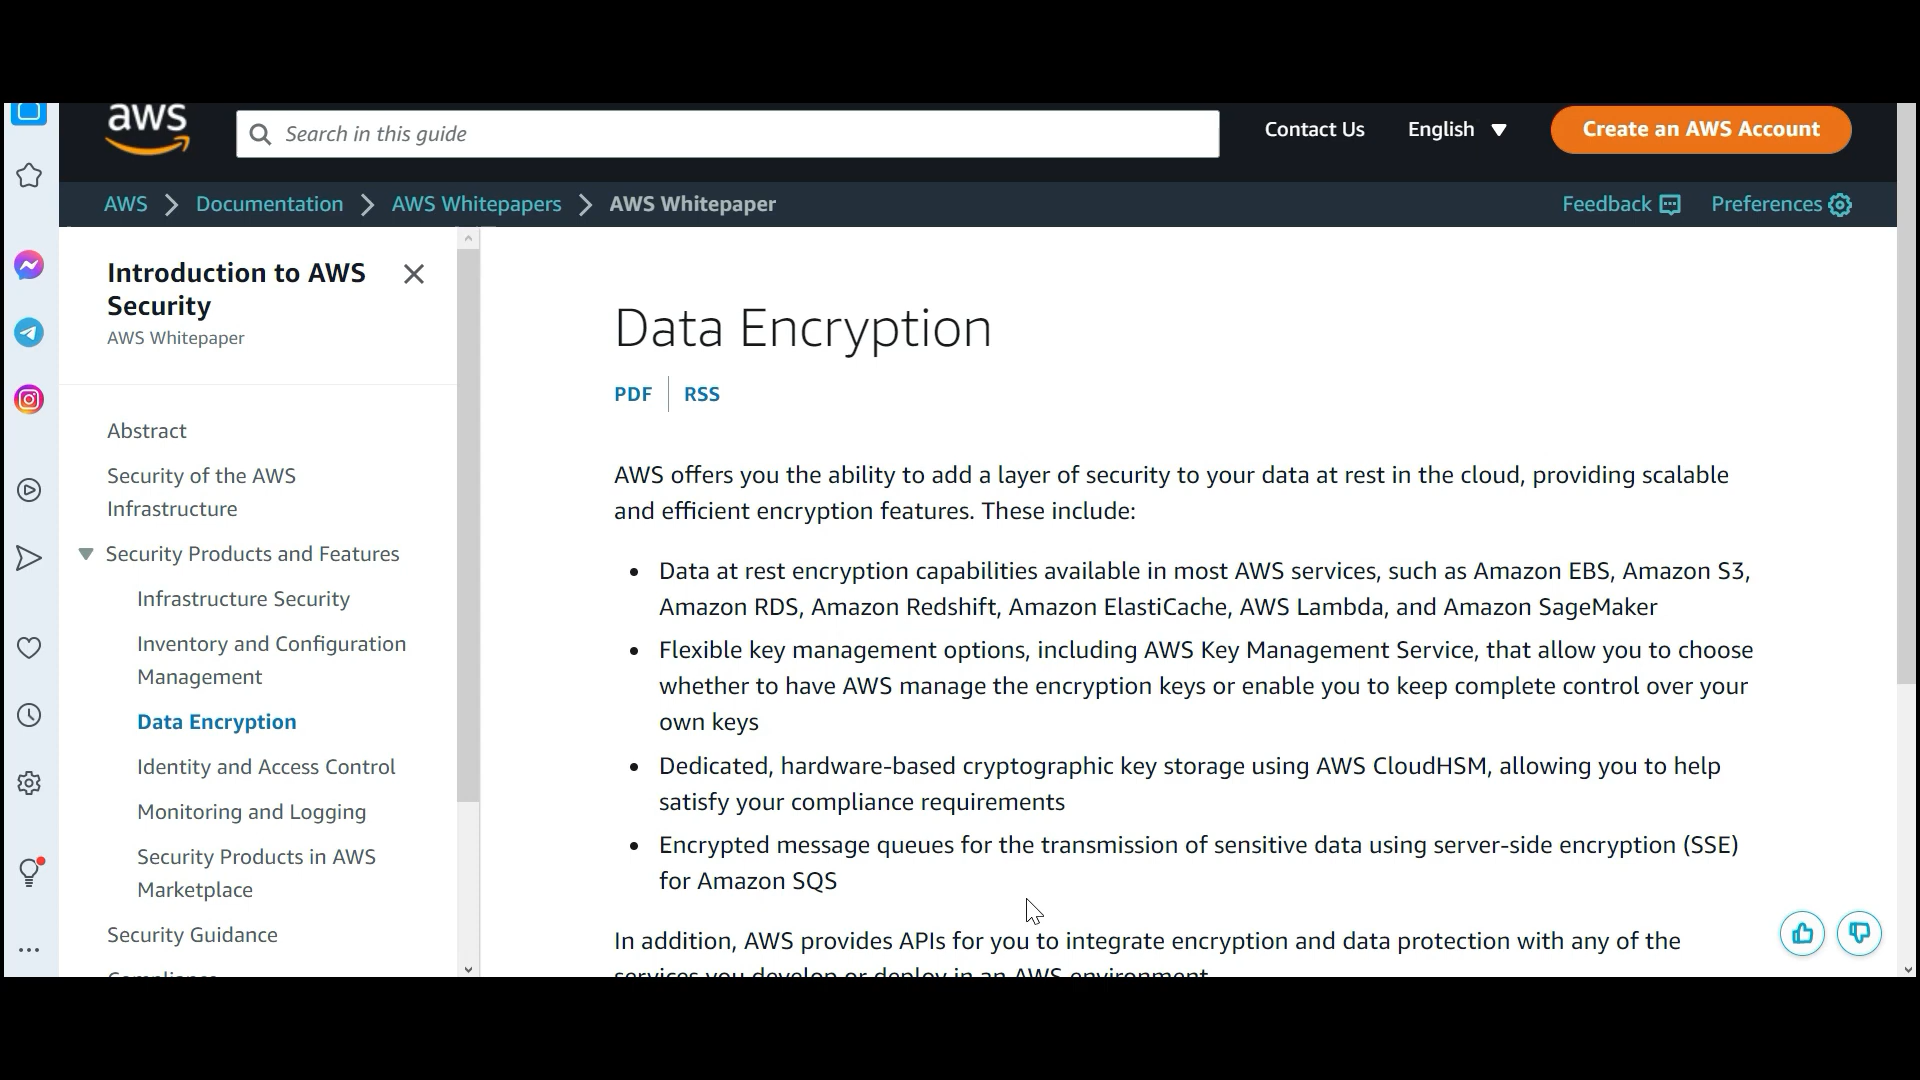 aws
Search in this guide
Contact Us
English
Create an AWS Account
AWS
Documentation
AWS Whitepapers
AWS Whitepaper
Feedback
Preferences
Introduction to AWS
Security
AWS Whitepaper
Abstract
Security of the AWS
Infrastructure
Security Products and Features
Infrastructure Security
Inventory and Configuration
Management
Data Encryption
Identity and Access Control
Monitoring and Logging
Security Products in AWS
Marketplace
Security Guidance
Compliance
Data Encryption
PDF
RSS
AWS offers you the ability to add a layer of security to your data at rest in the cloud, providing scalable
and efficient encryption features. These include:
• Data at rest encryption capabilities available in most AWS services, such as Amazon EBS, Amazon S3,
Amazon RDS, Amazon Redshift, Amazon ElastiCache, AWS Lambda, and Amazon SageMaker
• Flexible key management options, including AWS Key Management Service, that allow you to choose
whether to have AWS manage the encryption keys or enable you to keep complete control over your
own keys
• Dedicated, hardware-based cryptographic key storage using AWS CloudHSM, allowing you to help
satisfy your compliance requirements
• Encrypted message queues for the transmission of sensitive data using server-side encryption (SSE)
for Amazon SQS
In addition, AWS provides APIs for you to integrate encryption and data protection with any of the
services you develop or deploy in an AWS environment